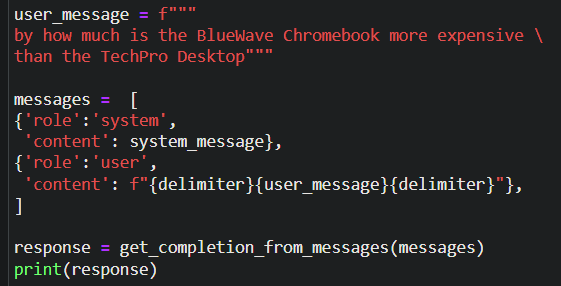 user_message = f"""
by how much is the BlueWave Chromebook more expensive \
than the TechPro Desktop"""
messages =  [
{'role':'system',
 'content': system_message},
{'role':'user',
 'content': f"{delimiter}{user_message}{delimiter}"},
]
response = get_completion_from_messages(messages)
print(response)